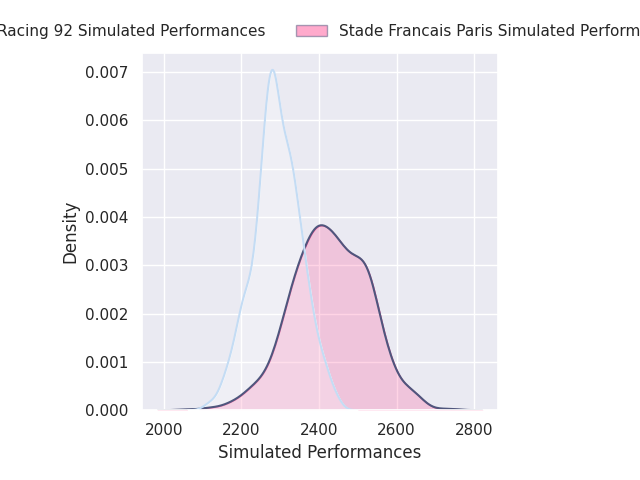 Racing 92 Simulated Performances Stade Francais Paris Simulated Perform
0.007
0.006
0.005
0.004
0.003
0.002
0.001
0.000
Density
2000 2200 2400 2600 2800
Simulated Performances